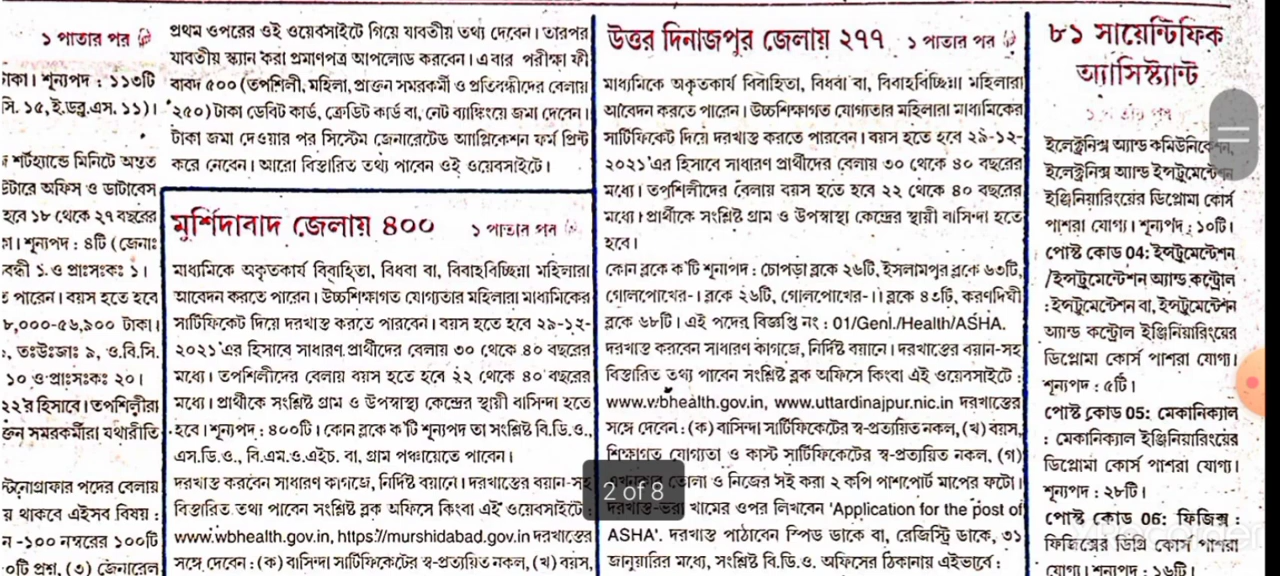 ১ পাতার পর
টাকা। শূন্যপদ : ১১৩টি
সি. ১৫, ই.ডব্লু.এস. ১১)।
শর্টহ্যান্ডে মিনিটে অন্তত
উটারে অফিস ও ডাটাবেস
হবে ১৮ থেকে ২৭ বছরের
গ। শূন্যপদ : ৪টি (জেনাঃ
বন্ধী ১ ও প্রাঃসঃকঃ ১।
ত পারেন। বয়স হতে হবে
৮,০০০-৫৬,৯০০ টাকা।
, তঃউঃজাঃ ৯, ও.বি.সি.
১০ ও প্রাঃসঃকঃ ২০।
২২'র হিসাবে। তপশিলীরা
ক্তন সমরকর্মীরা যথারীতি
স্টনোগ্রাফার পদের বেলায়
য় থাকবে এইসব বিষয় :
ন -১০০ নম্বরের ১০০টি
০টি প্রশ্ন, (৩) জেনারেল
প্রথম ওপরের ওই ওয়েবসাইটে গিয়ে যাবতীয় তথ্য দেবেন। তারপর
যাবতীয় স্ক্যান করা প্রমাণপত্র আপলোড করবেন। এবার পরীক্ষা ফী
বাবদ ৫০০ (তপশিলী, মহিলা, প্রাক্তন সমরকর্মী ও প্রতিবন্ধীদের বেলায়
২৫০) টাকা ডেবিট কার্ড, ক্রেডিট কার্ড বা, নেট ব্যাঙ্কিংয়ে জমা দেবেন।
টাকা জমা দেওয়ার পর সিস্টেম জেনারেটেড অ্যাপ্লিকেশন ফর্ম প্রিন্ট
করে নেবেন। আরো বিস্তারিত তথ্য পাবেন ওই ওয়েবসাইটে।
মুর্শিদাবাদ জেলায় ৪০০ ১ পাতার পর
মাধ্যমিকে অকৃতকার্য বিবাহিতা, বিধবা বা, বিবাহবিচ্ছিন্না মহিলারা
আবেদন করতে পারেন। উচ্চশিক্ষাগত যোগ্যতার মহিলারা মাধ্যমিকের
সার্টিফিকেট দিয়ে দরখাস্ত করতে পারবেন। বয়স হতে হবে ২৯-১২-
২০২১'এর হিসাবে সাধারণ প্রার্থীদের বেলায় ৩০ থেকে ৪০ বছরের
মধ্যে। তপশিলীদের বেলায় বয়স হতে হবে ২২ থেকে ৪০ বছরের
মধ্যে। প্রার্থীকে সংশ্লিষ্ট গ্রাম ও উপস্বাস্থ্য কেন্দ্রের স্থায়ী বাসিন্দা হতে
হবে। শূন্যপদ : ৪০০টি। কোন ব্লকে ক'টি শূন্যপদ তা সংশ্লিষ্ট বি.ডি.ও.,
এস.ডি.ও., বি.এম.ও.এইচ. বা, গ্রাম পঞ্চায়েতে পাবেন।
দরখাস্ত করবেন সাধারণ কাগজে, নির্দিষ্ট বয়ানে। দরখাস্তের বয়ান-সহ
বিস্তারিত তথ্য পাবেন সংশ্লিষ্ট ব্লক অফিসে কিংবা এই ওয়েবসাইটে:
www.wbhealth.gov.in, https://murshidabad.gov.in দরখাস্তের
সঙ্গে দেবেন : (ক) বাসিন্দা সার্টিফিকেটের স্ব-প্রত্যয়িত নকল, (খ) বয়স,
উত্তর দিনাজপুর জেলায় ২৭৭ ১ পাতার পর
মাধ্যমিকে অকৃতকার্য বিবাহিতা, বিধবা বা, বিবাহবিচ্ছিন্না মহিলারা
আবেদন করতে পারেন। উচ্চশিক্ষাগত যোগ্যতার মহিলারা মাধ্যমিকের
সার্টিফিকেট দিয়ে দরখাস্ত করতে পারবেন। বয়স হতে হবে ২৯-১২-
২০২১'এর হিসাবে সাধারণ প্রার্থীদের বেলায় ৩০ থেকে ৪০ বছরের
মধ্যে। তপশিলীদের বেলায় বয়স হতে হবে ২২ থেকে ৪০ বছরের
মধ্যে। প্রার্থীকে সংশ্লিষ্ট গ্রাম ও উপস্বাস্থ্য কেন্দ্রের স্থায়ী বাসিন্দা হতে
হবে।
কোন ব্লকে ক'টি শূন্যপদ : চোপড়া ব্লকে ২৬টি, ইসলামপুর ব্লকে ৬৩টি,
গোলপোখের-। ব্লকে ২৬টি, গোলপোখের-।। ব্লকে ৪৩টি, করণদিঘী
ব্লকে ৬৮টি। এই পদের বিজ্ঞপ্তি নং : 01/Genl./Health/ASHA.
দরখাস্ত করবেন সাধারণ কাগজে, নির্দিষ্ট বয়ানে। দরখাস্তের বয়ান-সহ
বিস্তারিত তথ্য পাবেন সংশ্লিষ্ট ব্লক অফিসে কিংবা এই ওয়েবসাইটে :
www.wbhealth.gov.in, www.uttardinajpur.nic.in দরখাস্তের
সঙ্গে দেবেন : (ক) বাসিন্দা সার্টিফিকেটের স্ব-প্রত্যয়িত নকল, (খ) বয়স,
শিক্ষাগত যোগ্যতা ও কাস্ট সার্টিফিকেটের স্ব-প্রত্যয়িত নকল, (গ)
এখনকার তোলা ও নিজের সই করা ২ কপি পাশপোর্ট মাপের ফটো।
দরখাস্ত-ভরা খামের ওপর লিখবেন 'Application for the post of
ASHA'. দরখাস্ত পাঠাবেন স্পিড ডাকে বা, রেজিস্ট্রি ডাকে, ৩১
জানুয়ারির মধ্যে, সংশ্লিষ্ট বি.ডি.ও. অফিসের ঠিকানায় এইভাবে:
2 of 8
৮১ সায়েন্টিফিক
অ্যাসিস্ট্যান্ট
ইলেক্ট্রনিক্স অ্যান্ড কমিউনিকেশন,
ইলেক্ট্রনিক্স অ্যান্ড ইন্সট্রুমেন্টেশন
ইঞ্জিনিয়ারিংয়ের ডিপ্লোমা কোর্স
পাশরা যোগ্য। শূন্যপদ : ১০টি।
পোস্ট কোড 04: ইন্সট্রুমেন্টেশন
/ইন্সট্রুমেন্টেশন অ্যান্ড কন্ট্রোল
: ইন্সট্রুমেন্টেশন বা, ইন্সট্রুমেন্টেশন
অ্যান্ড কন্ট্রোল ইঞ্জিনিয়ারিংয়ের
ডিপ্লোমা কোর্স পাশরা যোগ্য।
শূন্যপদ : ৫টি।
পোস্ট কোড 05: মেকানিক্যাল
: মেকানিক্যাল ইঞ্জিনিয়ারিংয়ের
ডিপ্লোমা কোর্স পাশরা যোগ্য।
শূন্যপদ : ২৮টি।
পোস্ট কোড 06: ফিজিক্স :
ফিজিক্সের ডিগ্রি কোর্স পাশরা
যোগ্য। শূন্যপদ : ১৬টি।